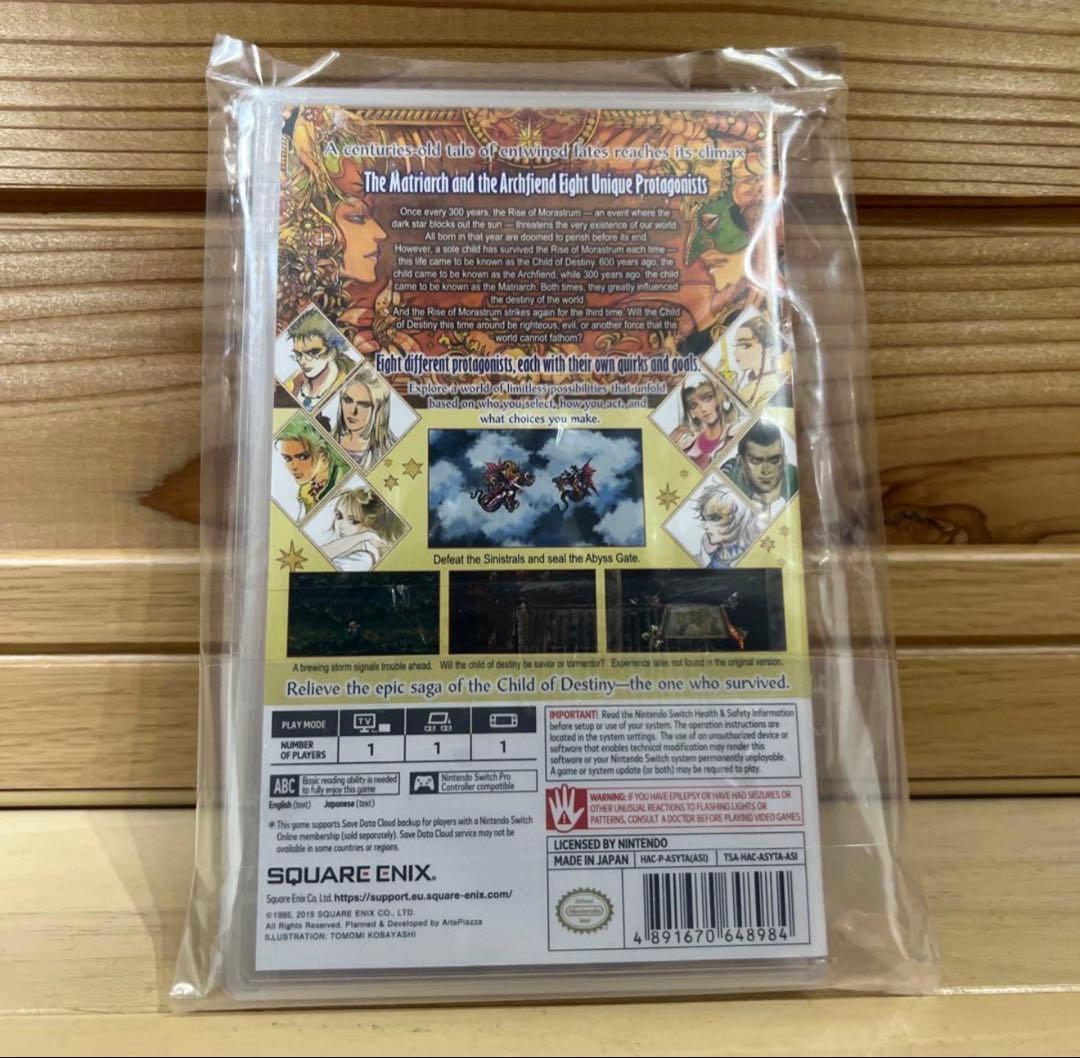 A centuries-old tale of entwined fates reaches its climax
The Matriarch and the Archfiend Eight Unique Protagonists
Once every 300 years, the Rise of Morastrum — an event where the
dark star blocks out the sun — threatens the very existence of our world.
All born in that year are doomed to perish before its end.
However, a sole child has survived the Rise of Morastrum each time —
this life came to be known as the Child of Destiny. 600 years ago, the
child came to be known as the Archfiend, while 300 years ago, the child
came to be known as the Matriarch. Both times, they greatly influenced
the destiny of the world
And the Rise of Morastrum strikes again for the third time. Will the Child
of Destiny this time around be righteous, evil, or another force that the
world cannot fathom?
Eight different protagonists, each with their own quirks and goals.
Explore a world of limitless possibilities that unfold
based on who you select, how you act, and
what choices you make.
Defeat the Sinistrals and seal the Abyss Gate.
A brewing storm signals trouble ahead.
Will the child of destiny be savior or tormentor?
Experience tales not found in the original version.
Relieve the epic saga of the Child of Destiny—the one who survived.
PLAY MODE
TV
NUMBER
OF PLAYERS
1
1
1
ABC
Basic reading ability is needed
to fully enjoy this game
Nintendo Switch Pro
Controller compatible
English (text) Japanese (text)
*This game supports Save Data Cloud backup for players with a Nintendo Switch
Online membership (sold separately). Save Data Cloud service may not be
available in some countries or regions.
SQUARE ENIX.
Square Enix Co, Ltd. https://support.eu.square-enix.com/
©1995, 2019 SQUARE ENIX CO., LTD.
All Rights Reserved. Planned & Developed by ArtePiazza
ILLUSTRATION: TOMOMI KOBAYASHI
IMPORTANT! Read the Nintendo Switch Health & Safety Information
before setup or use of your system. The operation instructions are
located in the system settings. The use of an unauthorized device or
software that enables technical modification may render this
software or your Nintendo Switch system permanently unplayable.
A game or system update (or both) may be required to play.
WARNING: IF YOU HAVE EPILEPSY OR HAVE HAD SEIZURES OR
OTHER UNUSUAL REACTIONS TO FLASHING LIGHTS OR
PATTERNS, CONSULT A DOCTOR BEFORE PLAYING VIDEO GAMES.
LICENSED BY NINTENDO
MADE IN JAPAN HAC-P-ASYTA(ASI) TSA-HAC-ASYTA-ASI
Official
Nintendo
Seal
4 891670 648984